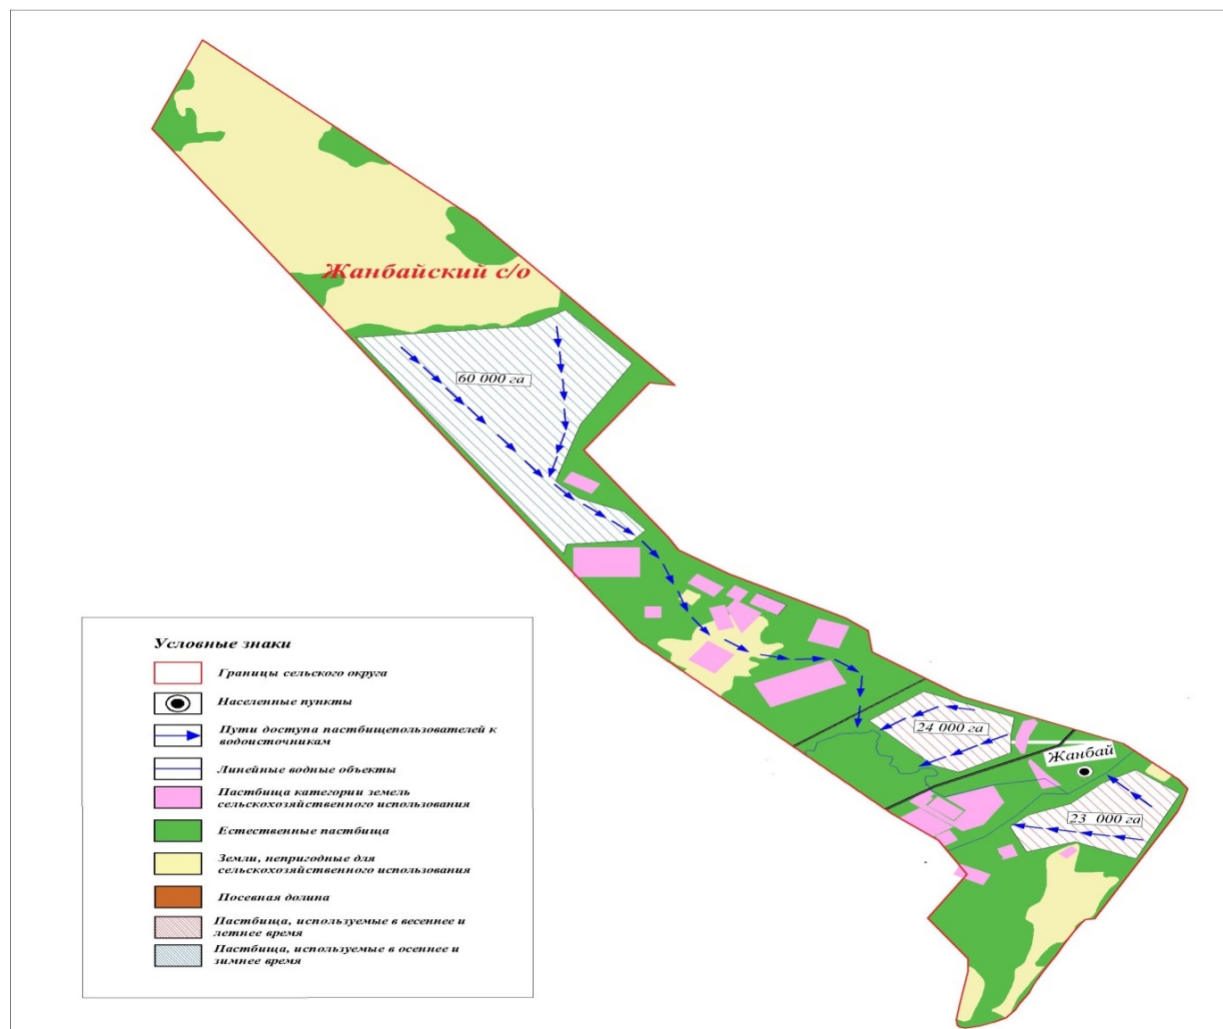 Жанбайский с/о
60 000 га
24 000 га
Жанбай
23 000 га
Условные знаки
Границы сельского округа
Населенные пункты
Пути доступа пастбищепользователей к
водоисточникам
Линейные водные объекты
Пастбища категории земель
сельскохозяйственного использования
Естественные пастбища
Земли, непригодные для
сельскохозяйственного использования
Посевная долина
Пастбища, используемые в весеннее и
летнее время
Пастбища, используемые в осеннее и
зимнее время